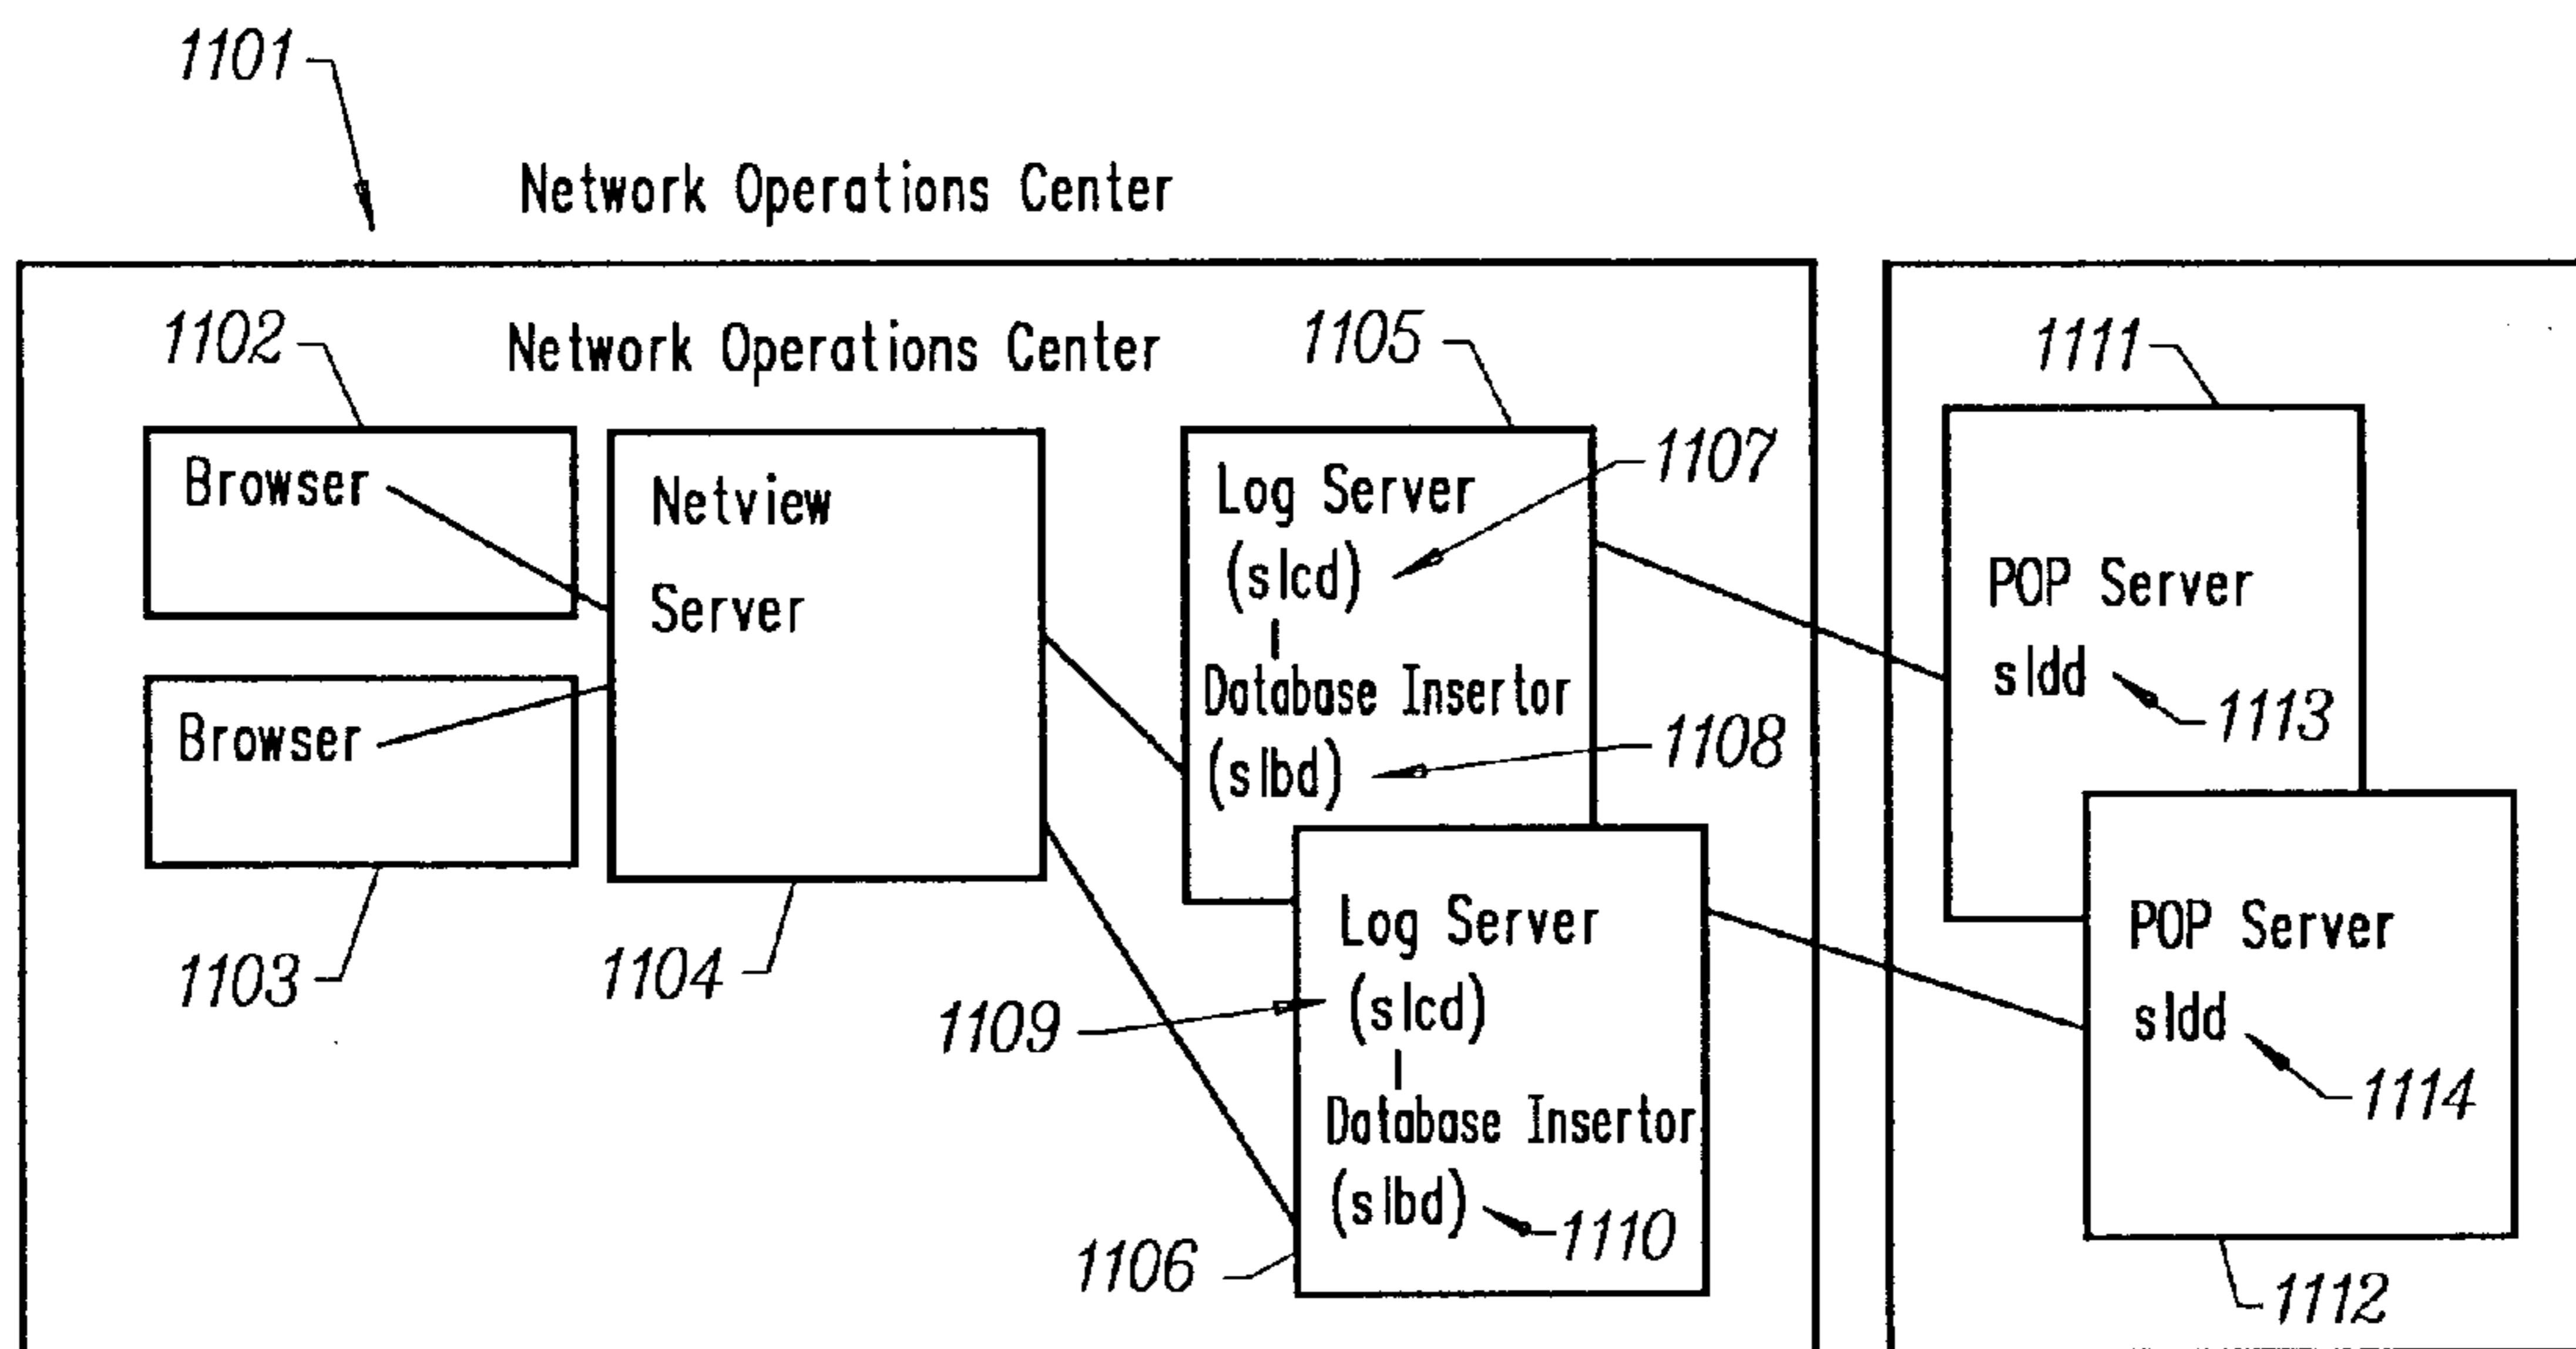 1101
Network Operations Center
1102
Network Operations Center
1105
1111
Browser
Netview
Server
Log Server
1107
(slcd)
Database Insertor
1108
(slbd)
POP Server
sldd
1113
Browser
1103
1104
Log Server
1109
(slcd)
Database Insertor
(slbd)
1110
1106
POP Server
sldd
1114
1112